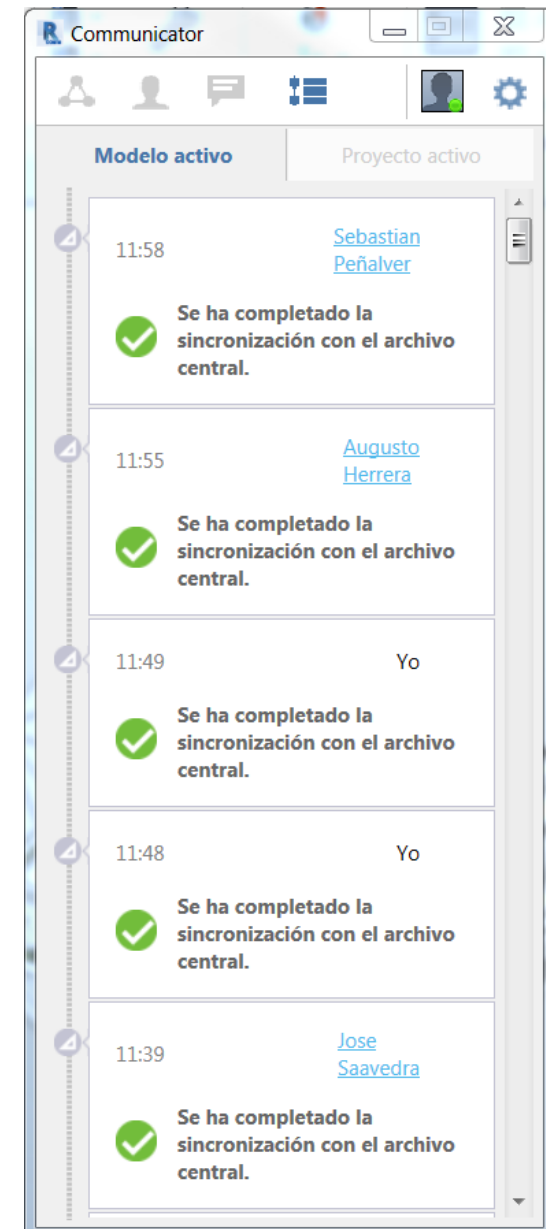 Communicator
Modelo activo Proyecto activo
11:58 Sebastian
Peñalver
Se ha completado la
sincronización con el archivo
central.
11:55 Augusto
Herrera
Se ha completado la
sincronización con el archivo
central.
11:49 Yo
Se ha completado la
sincronización con el archivo
central.
11:48 Yo
Se ha completado la
sincronización con el archivo
central.
11:39 Jose
Saavedra
Se ha completado la
sincronización con el archivo
central.